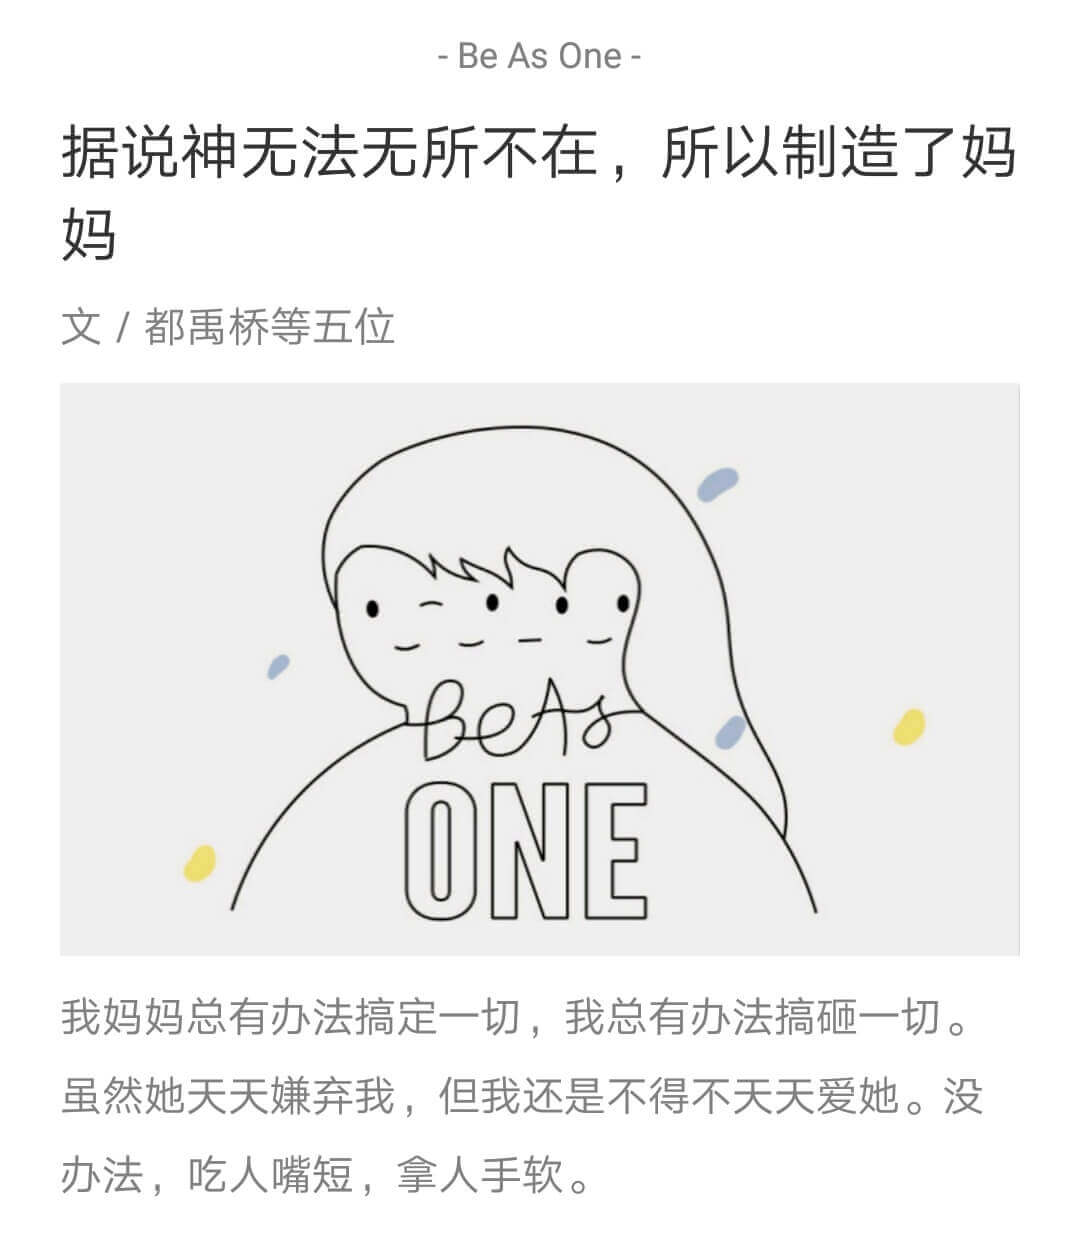 - Be As One -
据说神无法无所不在，所以制造了妈
妈
文 / 都禹桥等五位
Be As
ONE
我妈妈总有办法搞定一切，我总有办法搞砸一切。
虽然她天天嫌弃我，但我还是不得不天天爱她。没
办法，吃人嘴短，拿人手软。